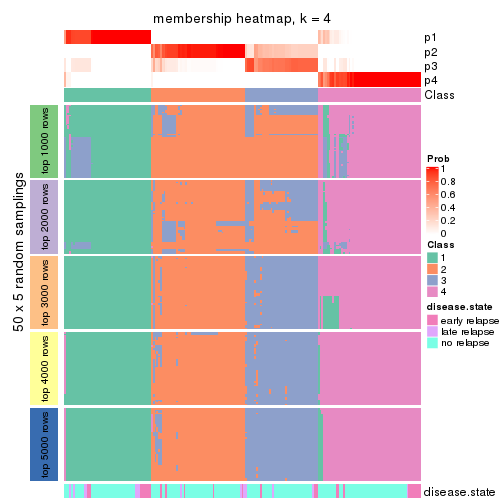 membership heatmap, k = 4
p1
p2
p3
p4
Class
50 x 5 random samplings
top 1000 rows
top 2000 rows
top 3000 rows
top 4000 rows
top 5000 rows
Prob
1
0.8
0.6
0.4
0.2
0
Class
1
2
3
4
disease.state
early relapse
late relapse
no relapse
disease.state